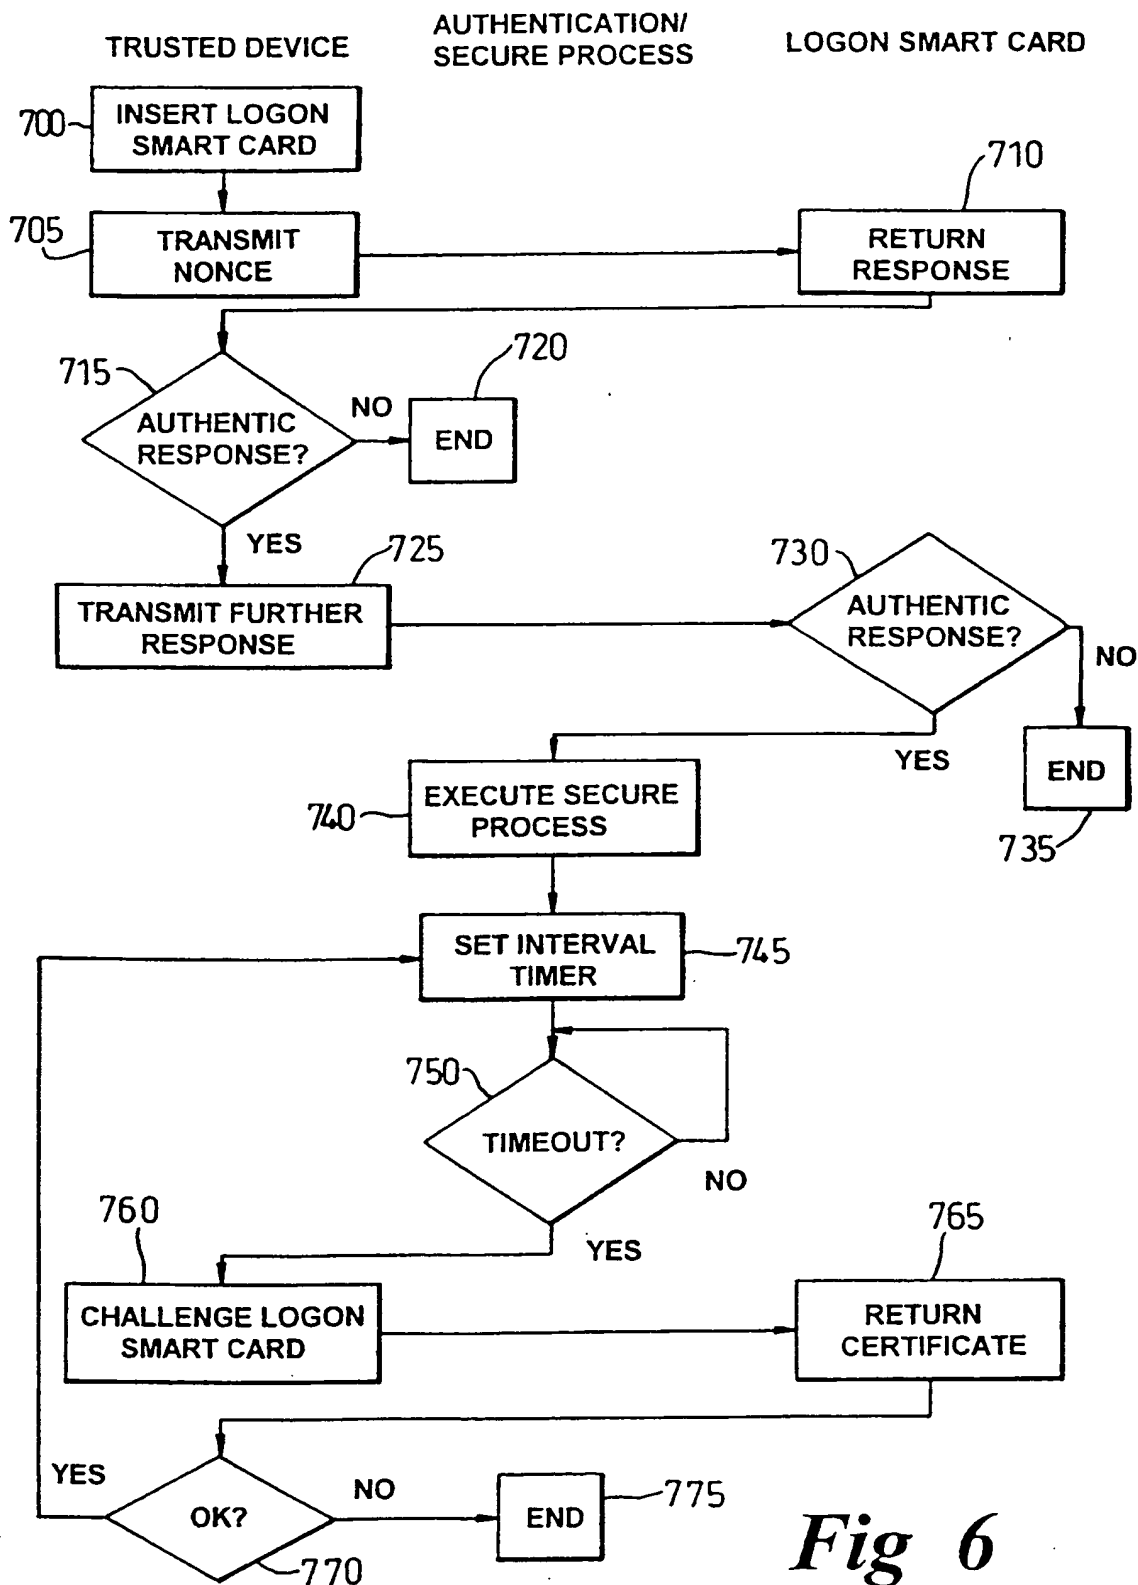 TRUSTED DEVICE
AUTHENTICATION/
SECURE PROCESS
LOGON SMART CARD
700
INSERT LOGON
SMART CARD
705
TRANSMIT
NONCE
710
RETURN
RESPONSE
715
AUTHENTIC
RESPONSE?
NO
720
END
YES
725
TRANSMIT FURTHER
RESPONSE
730
AUTHENTIC
RESPONSE?
NO
YES
END
735
740
EXECUTE SECURE
PROCESS
SET INTERVAL
TIMER
745
750
TIMEOUT?
NO
YES
760
CHALLENGE LOGON
SMART CARD
765
RETURN
CERTIFICATE
YES
OK?
NO
770
END
775
Fig 6